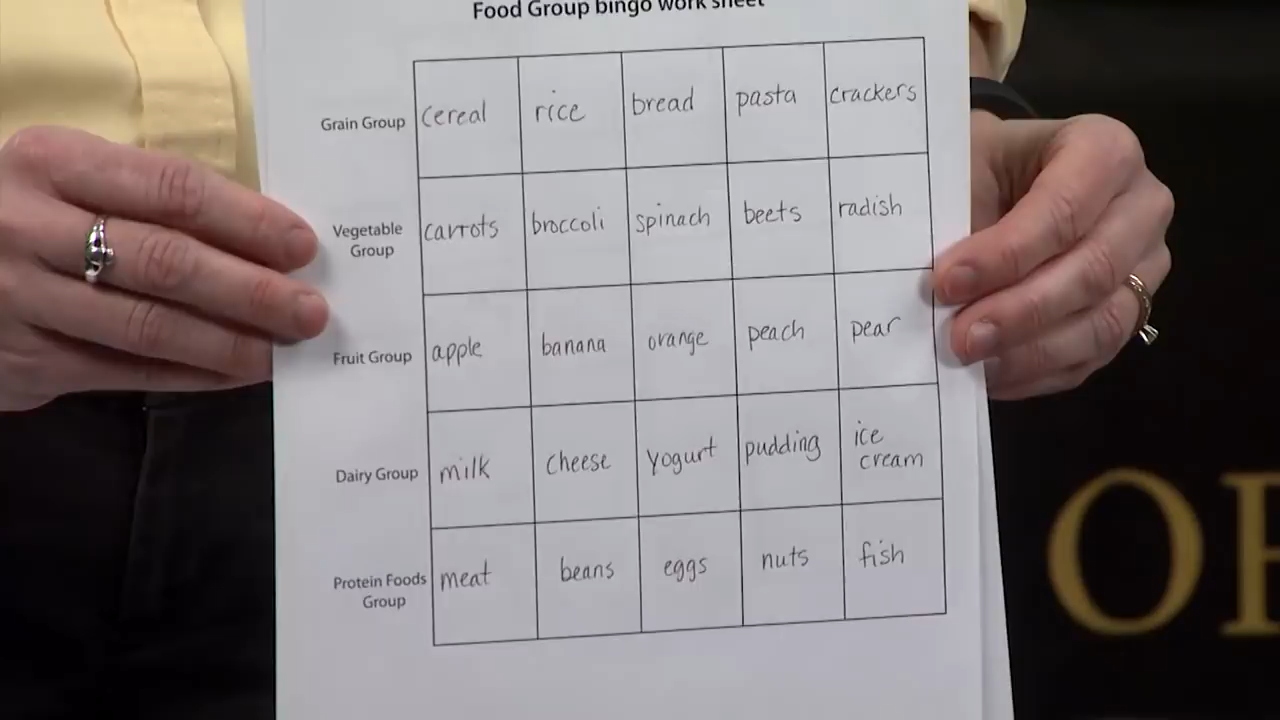 Food Group bingo work sheet
Grain Group cereal rice bread pasta crackers
Vegetable Group carrots broccoli spinach beets radish
Fruit Group apple banana orange peach pear
Dairy Group milk cheese yogurt pudding ice cream
Protein Foods Group meat beans eggs nuts fish